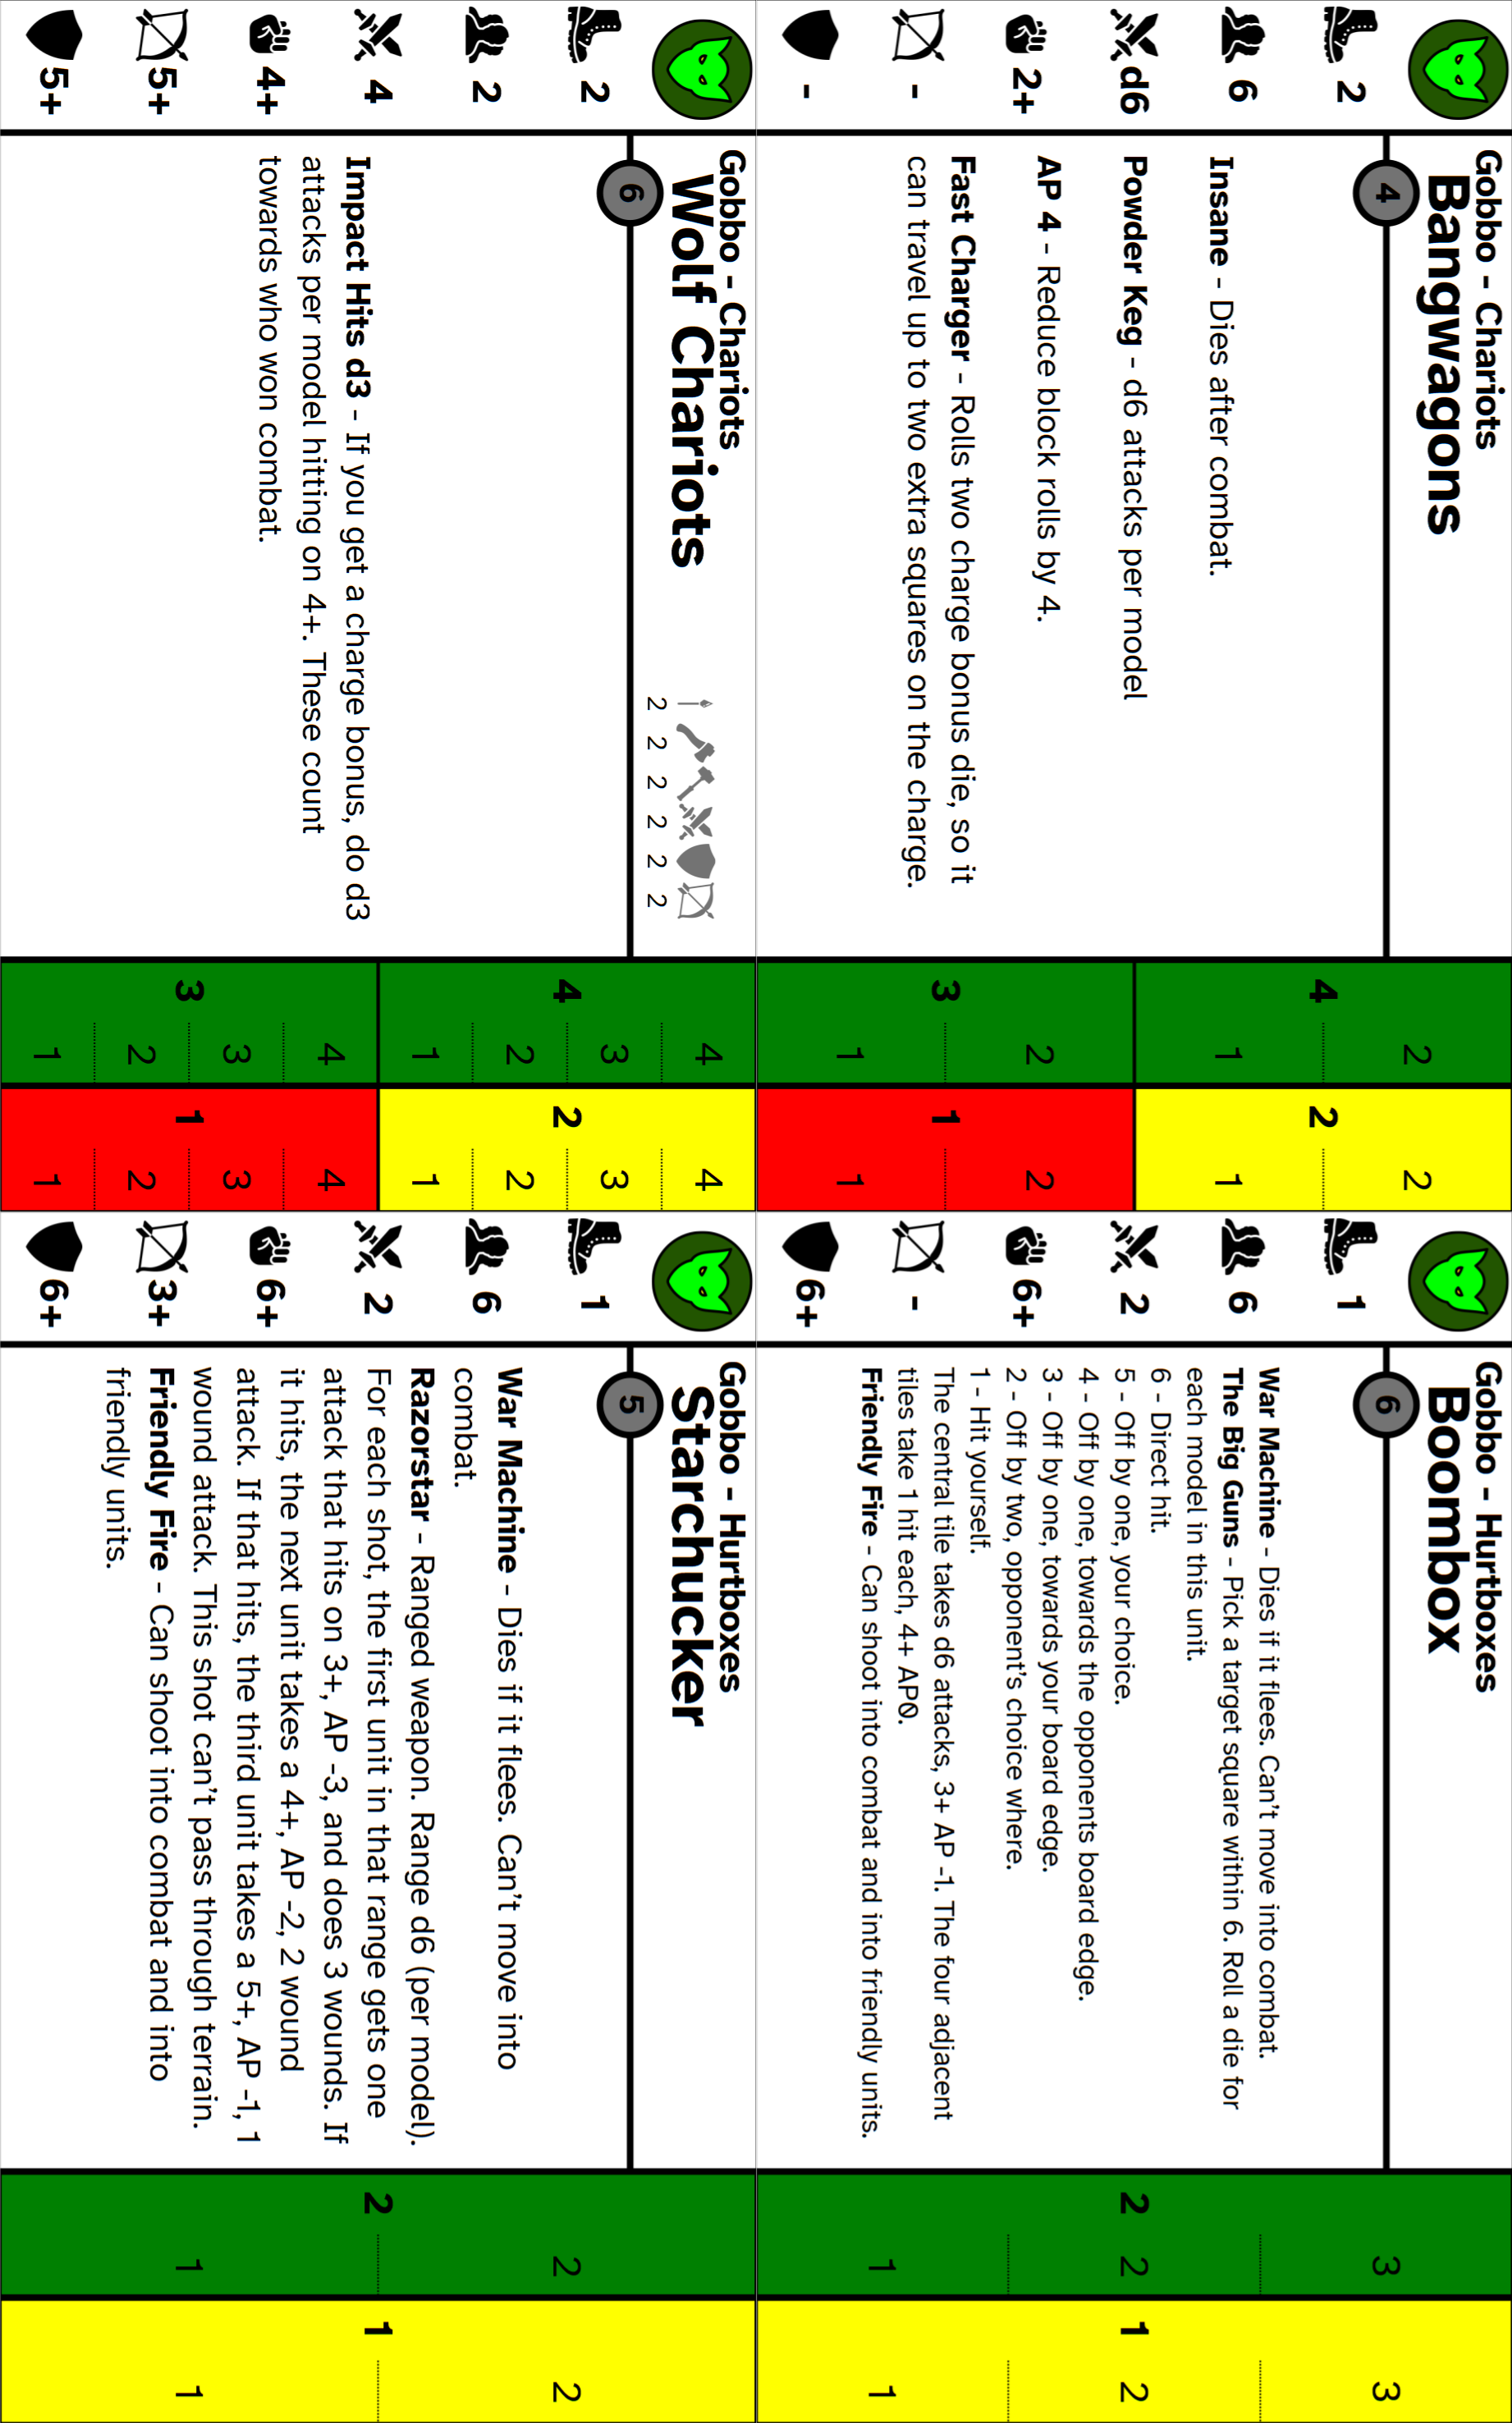 Gobbo - Chariots
Bangwagons
4
2
6
d6
2+
-
-
Insane - Dies after combat.
Powder Keg - d6 attacks per model
AP 4 - Reduce block rolls by 4.
Fast Charger - Rolls two charge bonus die, so it
can travel up to two extra squares on the charge.
4
2
1
3
2
1
2
2
1
1
2
1
Gobbo - Hurtboxes
Boombox
6
1
6
2
6+
-
6+
War Machine - Dies if it flees. Can't move into combat.
The Big Guns - Pick a target square within 6. Roll a die for
each model in this unit.
6 - Direct hit.
5 - Off by one, your choice.
4 - Off by one, towards the opponents board edge.
3 - Off by one, towards your board edge.
2 - Off by two, opponent's choice where.
1 - Hit yourself.
The central tile takes d6 attacks, 3+ AP -1. The four adjacent
tiles take 1 hit each, 4+ AP0.
Friendly Fire - Can shoot into combat and into friendly units.
2
3
2
1
1
3
2
1
Gobbo - Chariots
Wolf Chariots
2 2 2 2 2 2
6
2
2
4
4+
5+
5+
Impact Hits d3 - If you get a charge bonus, do d3
attacks per model hitting on 4+. These count
towards who won combat.
4
4
3
2
1
3
4
3
2
1
2
4
3
2
1
1
4
3
2
1
Gobbo - Hurtboxes
Starchucker
5
1
6
2
6+
3+
6+
War Machine - Dies if it flees. Can't move into
combat.
Razorstar - Ranged weapon. Range d6 (per model).
For each shot, the first unit in that range gets one
attack that hits on 3+, AP -3, and does 3 wounds. If
it hits, the next unit takes a 4+, AP -2, 2 wound
attack. If that hits, the third unit takes a 5+, AP -1, 1
wound attack. This shot can't pass through terrain.
Friendly Fire - Can shoot into combat and into
friendly units.
2
2
1
1
2
1